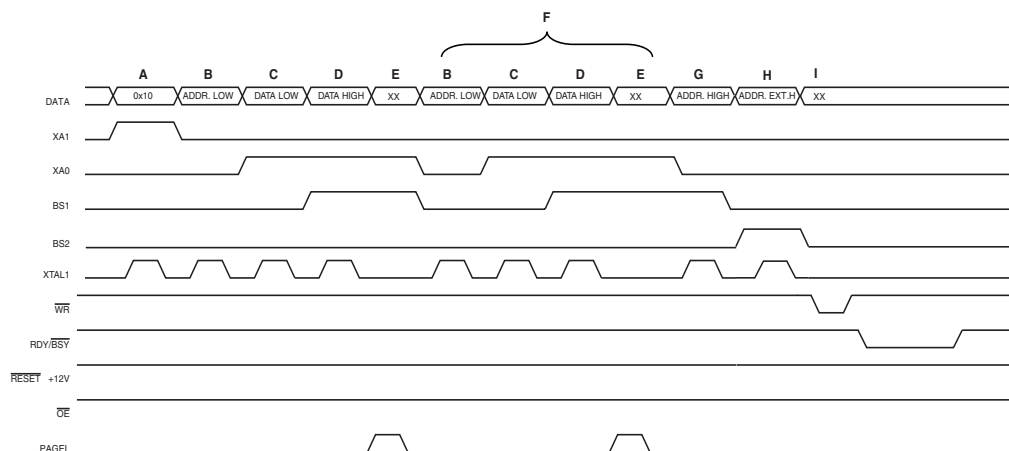 F
A B C D E B C D E G H I
DATA 0x10 ADDR. LOW DATA LOW DATA HIGH XX ADDR. LOW DATA LOW DATA HIGH XX ADDR. HIGH ADDR. EXT.H XX
XA1
XA0
BS1
BS2
XTAL1
WR
RDY/BSY
RESET +12V
OE
PAGEL